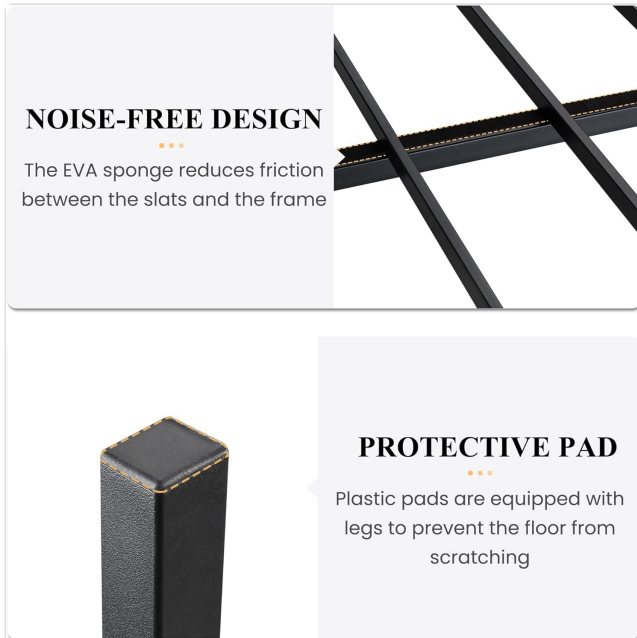 NOISE-FREE DESIGN
The EVA sponge reduces friction
between the slats and the frame
PROTECTIVE PAD
Plastic pads are equipped with
legs to prevent the floor from
scratching